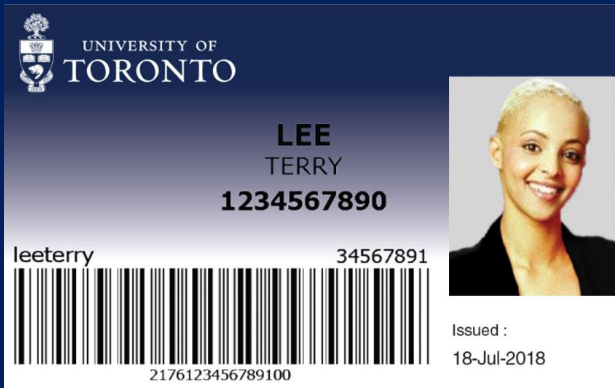 UNIVERSITY OF
TORONTO
LEE
TERRY
1234567890
leeterry 34567891
2176123456789100
Issued :
18-Jul-2018